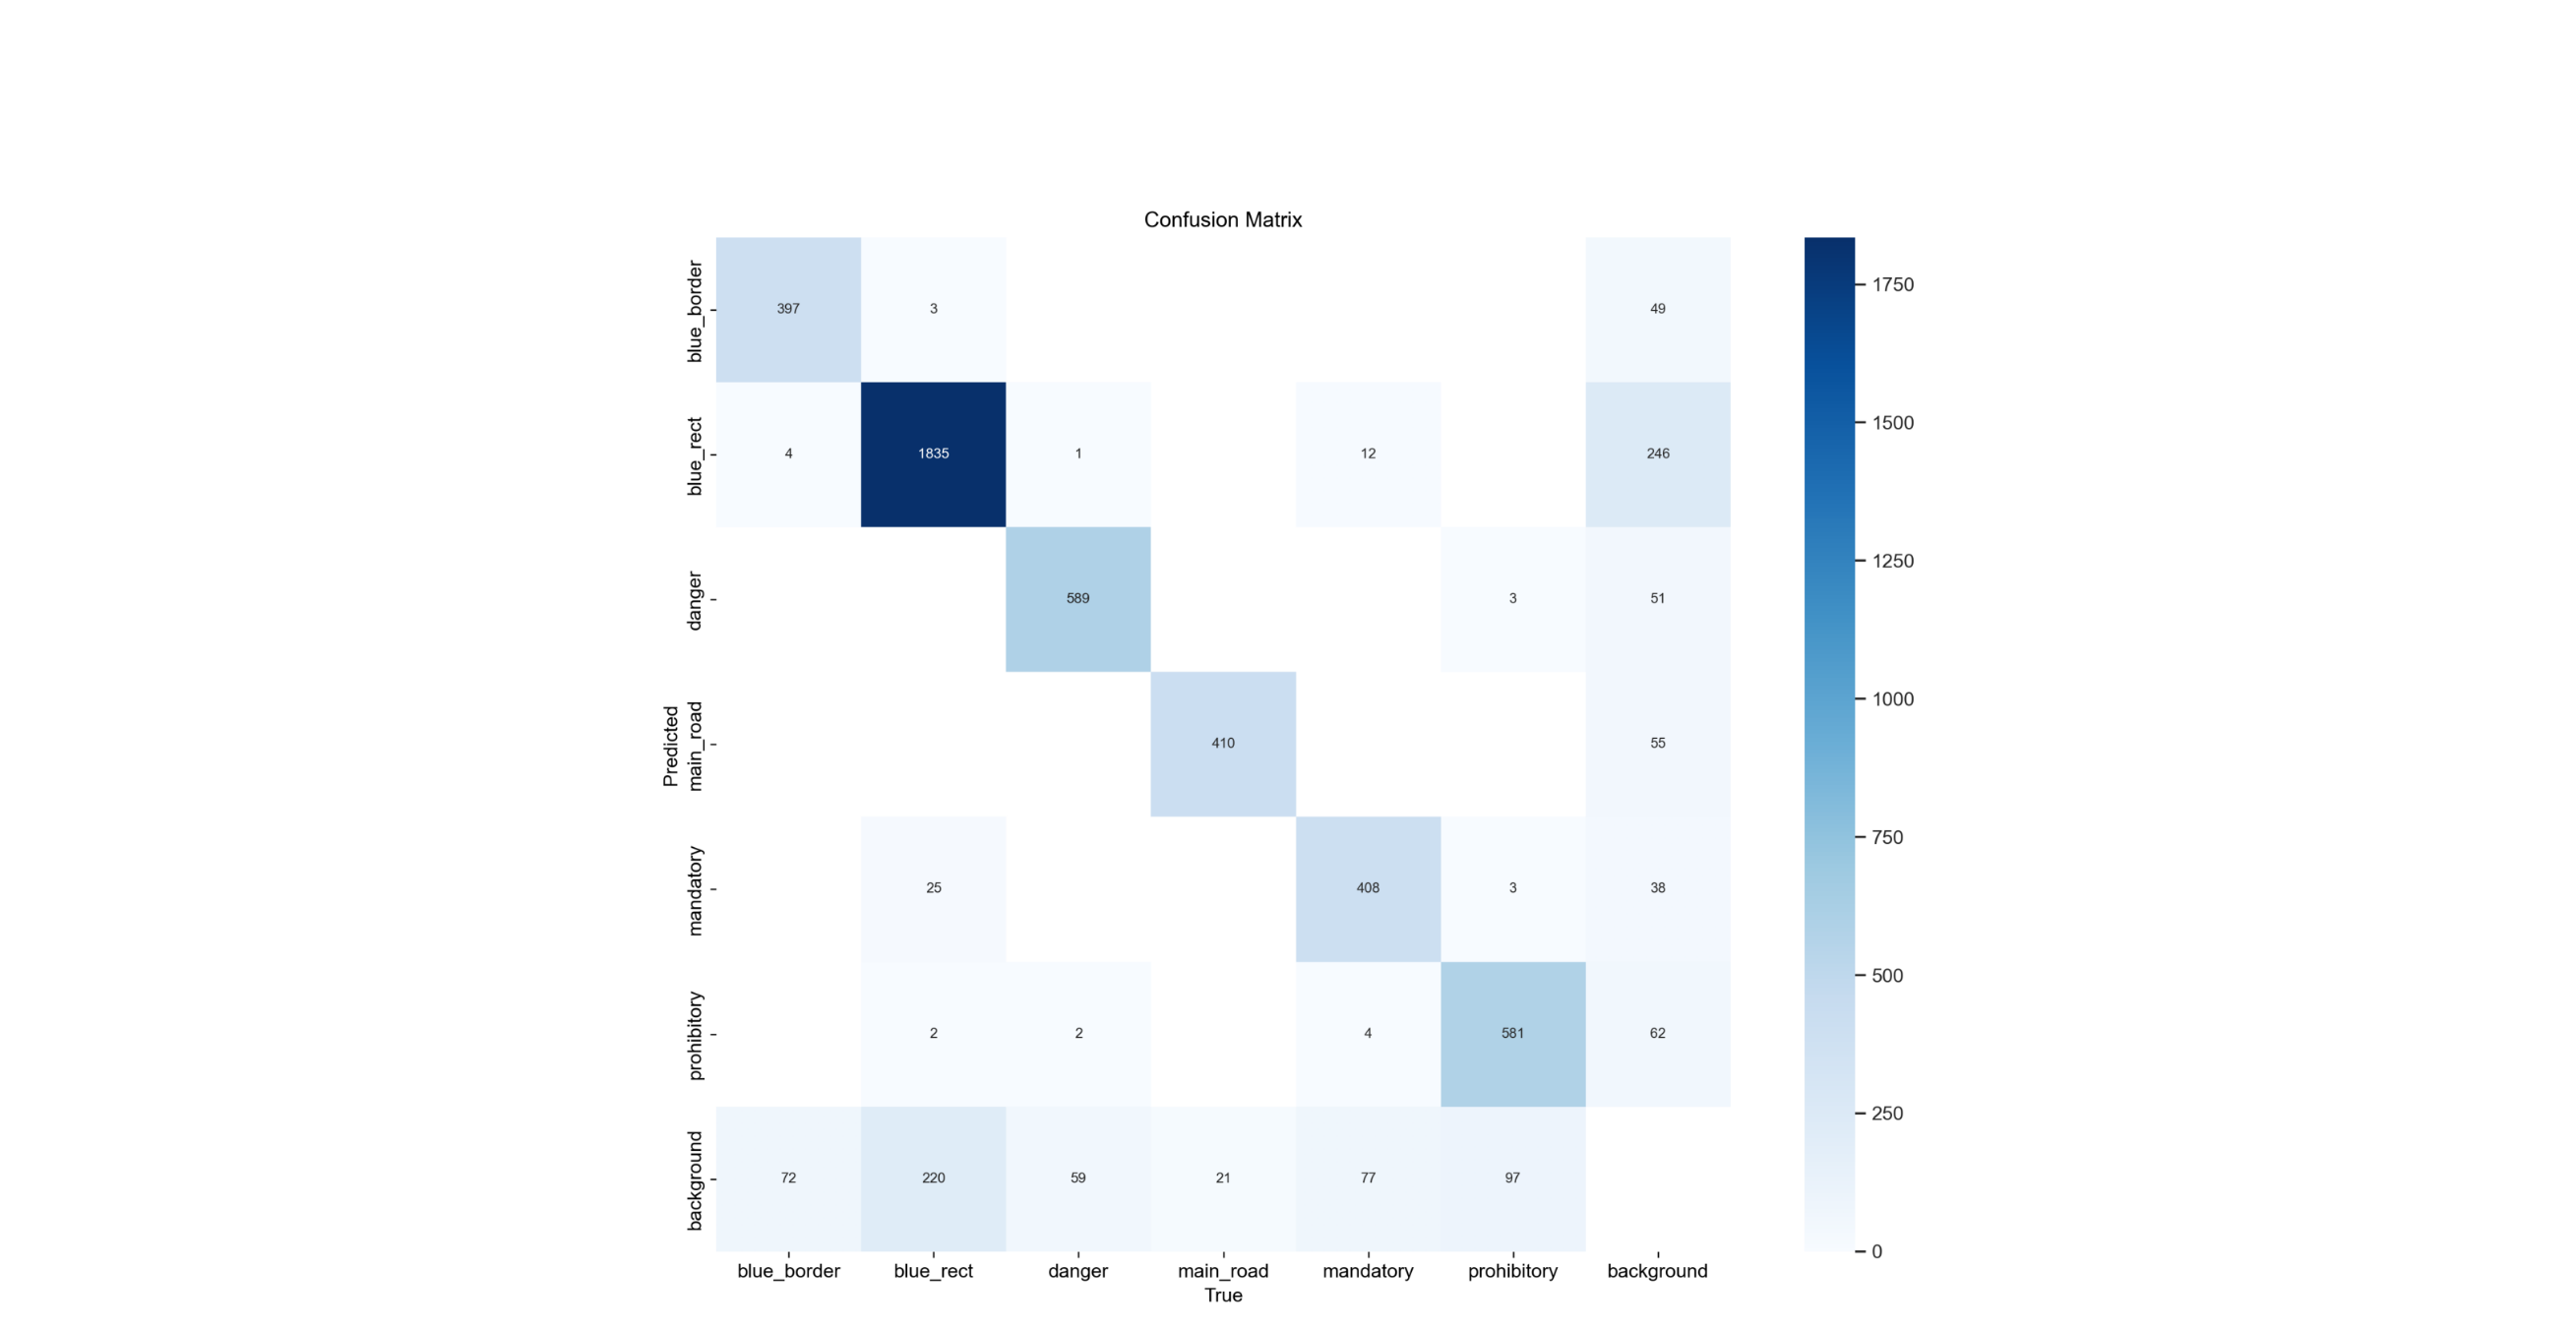 Confusion Matrix
blue_border
397
3
49
blue_rect
4
1835
1
12
246
danger
589
3
51
Predicted
main_road
410
55
mandatory
25
408
3
38
prohibitory
2
2
4
581
62
background
72
220
59
21
77
97
blue_border
blue_rect
danger
main_road
mandatory
prohibitory
background
True
1750
1500
1250
1000
750
500
250
0